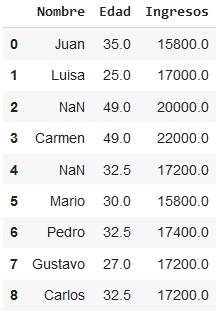 Nombre Edad Ingresos
0 Juan 35.0 15800.0
1 Luisa 25.0 17000.0
2 NaN 49.0 20000.0
3 Carmen 49.0 22000.0
4 NaN 32.5 17200.0
5 Mario 30.0 15800.0
6 Pedro 32.5 17400.0
7 Gustavo 27.0 17200.0
8 Carlos 32.5 17200.0